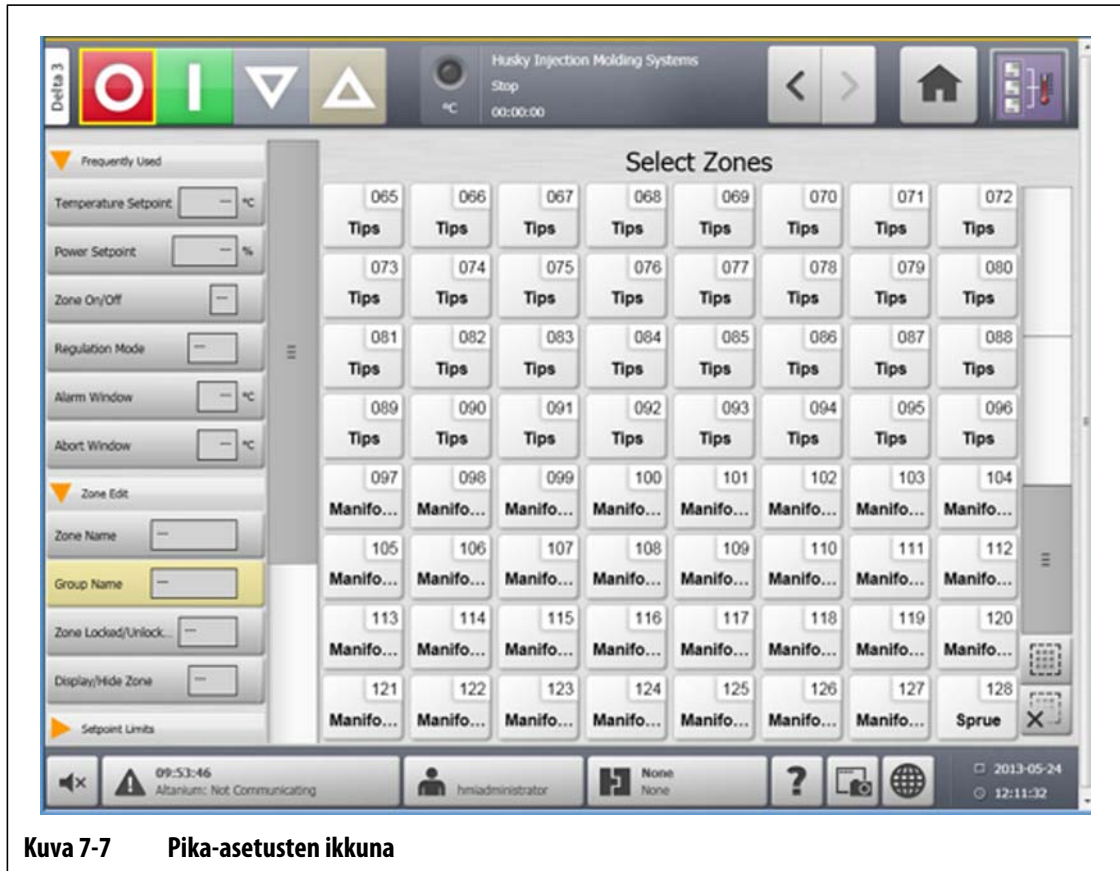 Delta 3
Husky Injection Molding Systems
Stop
°C
00:00:00
Frequently Used
Temperature Setpoint -- °C
Power Setpoint -- %
Zone On/Off --
Regulation Mode ---
Alarm Window -- °C
Abort Window -- °C
Zone Edit
Zone Name ---
Group Name ---
Zone Locked/Unlock... ---
Display/Hide Zone ---
Setpoint Limits
Select Zones
065 066 067 068 069 070 071 072
Tips Tips Tips Tips Tips Tips Tips Tips
073 074 075 076 077 078 079 080
Tips Tips Tips Tips Tips Tips Tips Tips
081 082 083 084 085 086 087 088
Tips Tips Tips Tips Tips Tips Tips Tips
089 090 091 092 093 094 095 096
Tips Tips Tips Tips Tips Tips Tips Tips
097 098 099 100 101 102 103 104
Manifo... Manifo... Manifo... Manifo... Manifo... Manifo... Manifo... Manifo...
105 106 107 108 109 110 111 112
Manifo... Manifo... Manifo... Manifo... Manifo... Manifo... Manifo... Manifo...
113 114 115 116 117 118 119 120
Manifo... Manifo... Manifo... Manifo... Manifo... Manifo... Manifo... Manifo...
121 122 123 124 125 126 127 128
Manifo... Manifo... Manifo... Manifo... Manifo... Manifo... Manifo... Sprue
09:53:46
Altanium: Not Communicating
hmiadministrator
None
None
?
2013-05-24
12:11:32
Kuva 7-7 Pika-asetusten ikkuna